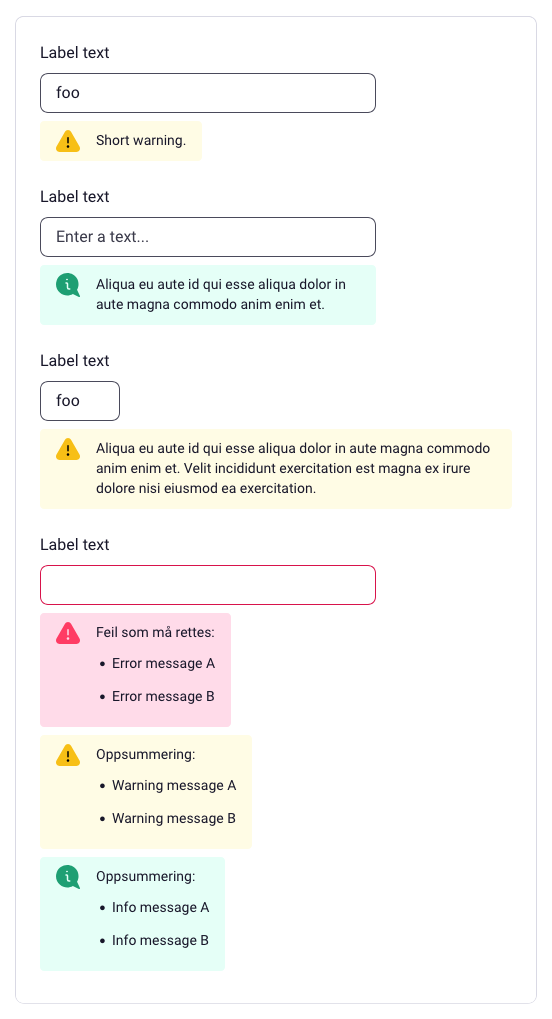 Label text
foo
Short warning.
Label text
Enter a text...
Aliqua eu aute id qui esse aliqua dolor in
aute magna commodo anim enim et.
Label text
foo
Aliqua eu aute id qui esse aliqua dolor in aute magna commodo
anim enim et. Velit incididunt exercitation est magna ex irure
dolore nisi eiusmod ea exercitation.
Label text
Feil som må rettes:
• Error message A
• Error message B
Oppsummering:
• Warning message A
• Warning message B
Oppsummering:
• Info message A
• Info message B